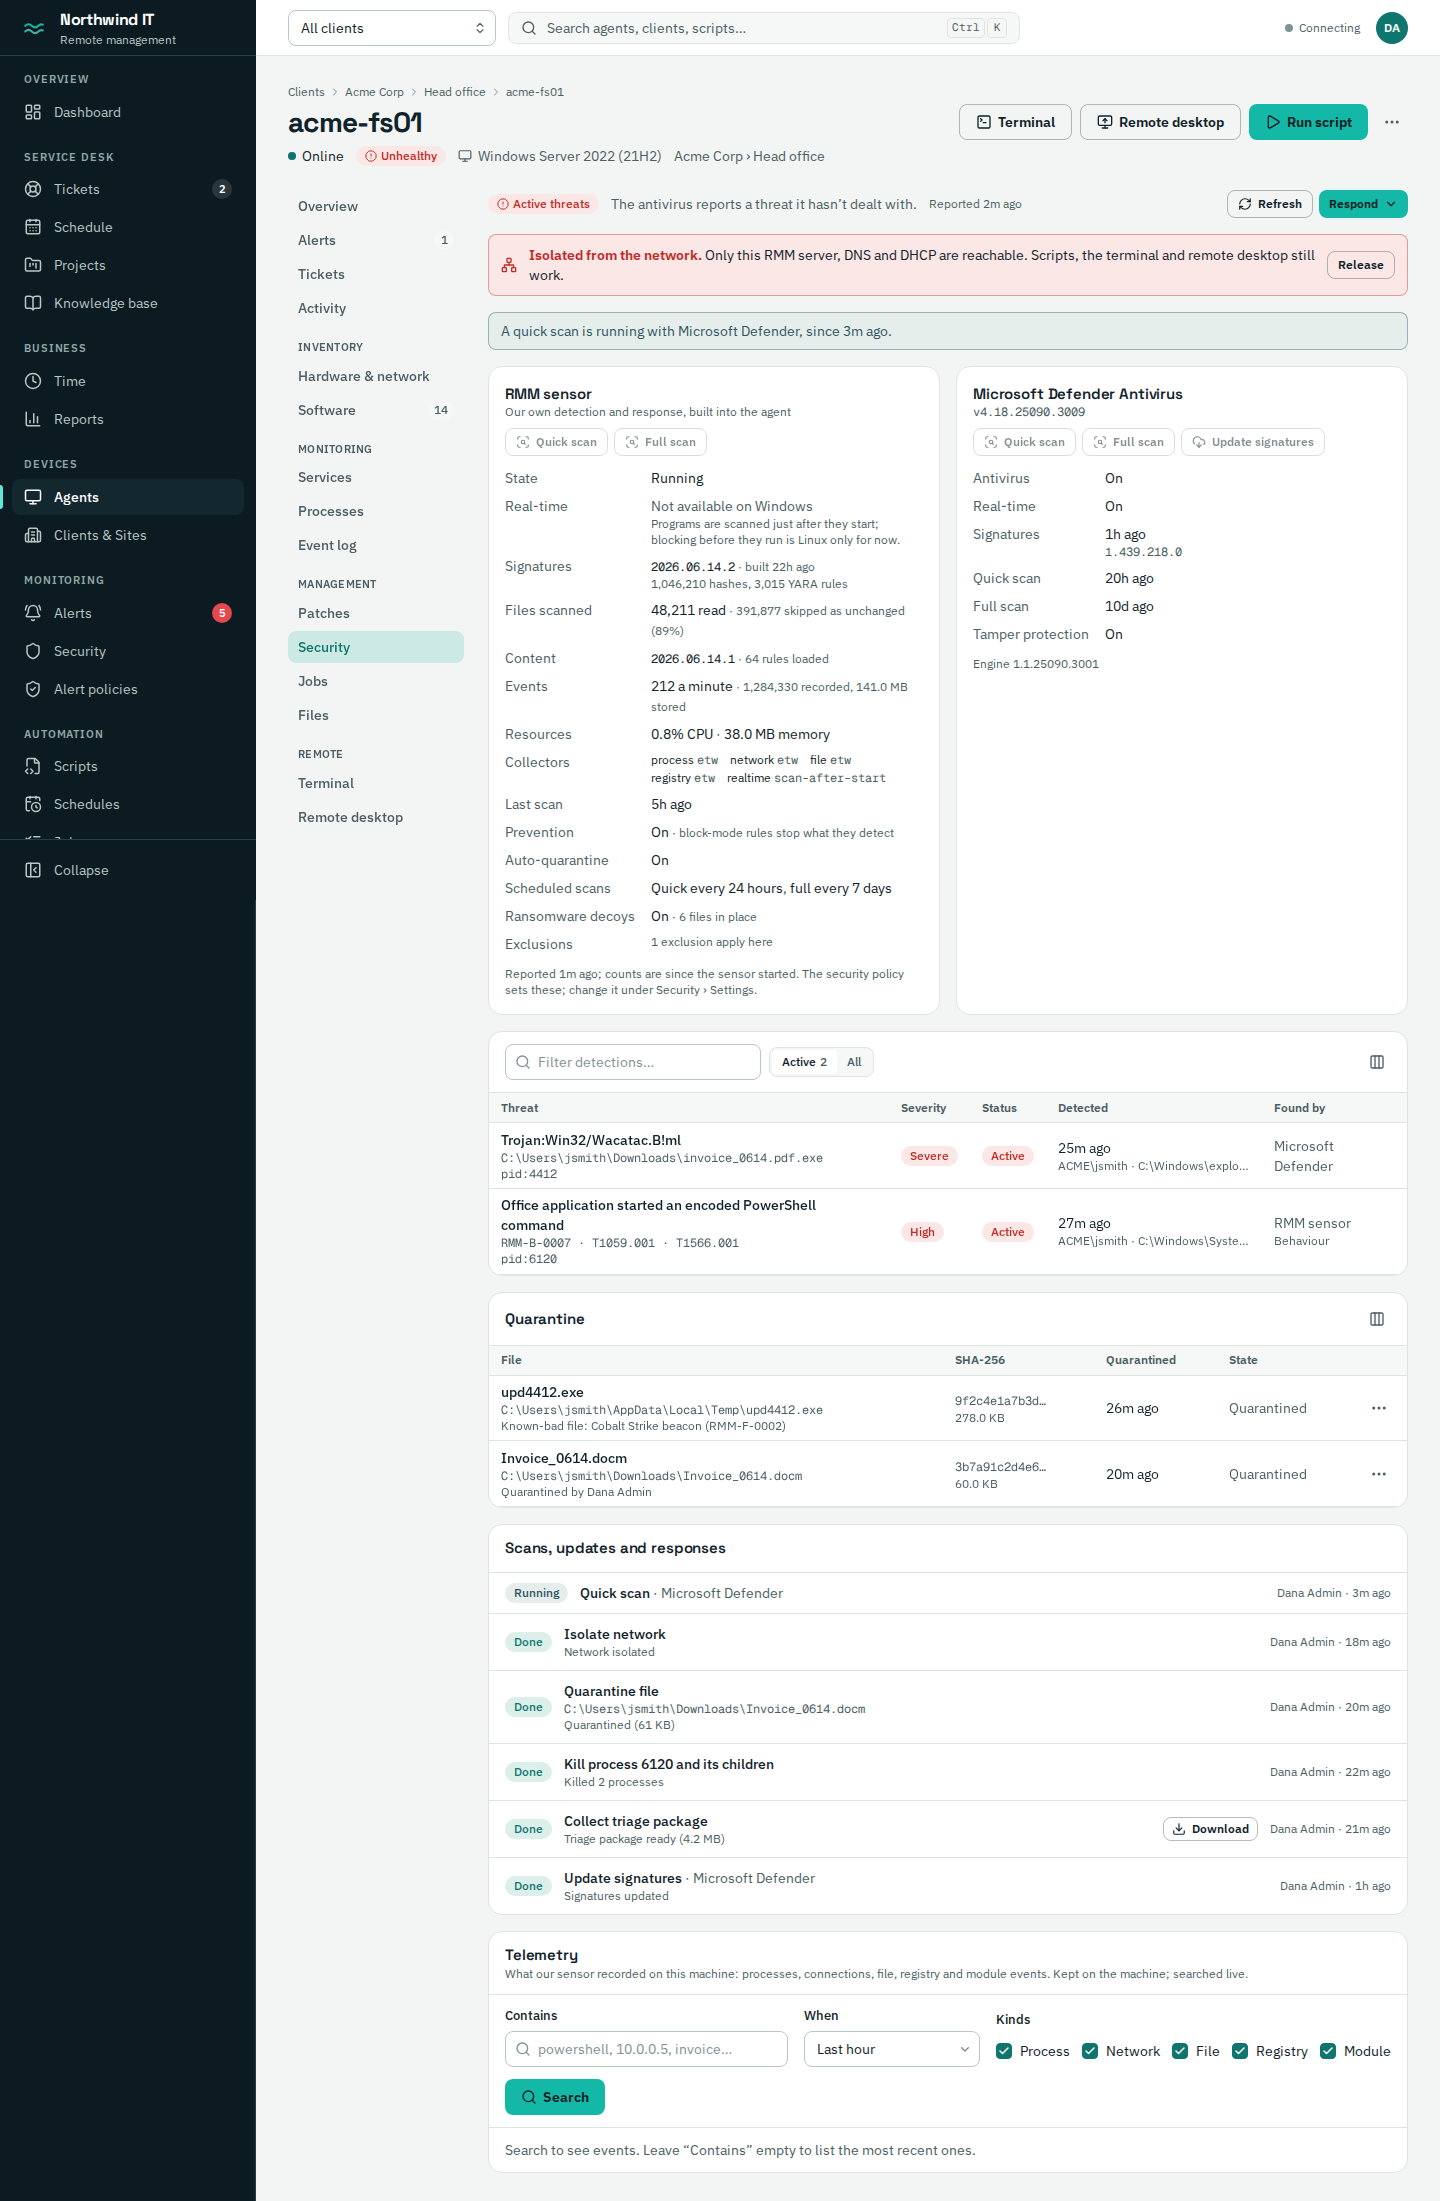 Northwind IT
Remote management
All clients
Search agents, clients, scripts...
Ctrl K
Connecting
DA
OVERVIEW
Dashboard
SERVICE DESK
Tickets 2
Schedule
Projects
Knowledge base
BUSINESS
Time
Reports
DEVICES
Agents
Clients & Sites
MONITORING
Alerts 5
Security
Alert policies
AUTOMATION
Scripts
Schedules
Collapse
Clients > Acme Corp > Head office > acme-fs01
acme-fs01
Terminal
Remote desktop
Run script
Online
Unhealthy
Windows Server 2022 (21H2)
Acme Corp › Head office
Overview
Alerts 1
Tickets
Activity
INVENTORY
Hardware & network
Software 14
MONITORING
Services
Processes
Event log
MANAGEMENT
Patches
Security
Jobs
Files
REMOTE
Terminal
Remote desktop
Active threats
The antivirus reports a threat it hasn’t dealt with.
Reported 2m ago
Refresh
Respond
Isolated from the network. Only this RMM server, DNS and DHCP are reachable. Scripts, the terminal and remote desktop still
work.
Release
A quick scan is running with Microsoft Defender, since 3m ago.
RMM sensor
Our own detection and response, built into the agent
Quick scan
Full scan
State Running
Real-time Not available on Windows
Programs are scanned just after they start;
blocking before they run is Linux only for now.
Signatures 2026.06.14.2 · built 22h ago
1,046,210 hashes, 3,015 YARA rules
Files scanned 48,211 read · 391,877 skipped as unchanged
(89%)
Content 2026.06.14.1 · 64 rules loaded
Events 212 a minute · 1,284,330 recorded, 141.0 MB
stored
Resources 0.8% CPU · 38.0 MB memory
Collectors process etw network etw file etw
registry etw realtime scan-after-start
Last scan 5h ago
Prevention On · block-mode rules stop what they detect
Auto-quarantine On
Scheduled scans Quick every 24 hours, full every 7 days
Ransomware decoys On · 6 files in place
Exclusions 1 exclusion apply here
Reported 1m ago; counts are since the sensor started. The security policy
sets these; change it under Security › Settings.
Microsoft Defender Antivirus
v4.18.25090.3009
Quick scan
Full scan
Update signatures
Antivirus On
Real-time On
Signatures 1h ago
1.439.218.0
Quick scan 20h ago
Full scan 10d ago
Tamper protection On
Engine 1.1.25090.3001
Filter detections...
Active 2
All
Threat Severity Status Detected Found by
Trojan:Win32/Wacatac.B!ml
C:\Users\jsmith\Downloads\invoice_0614.pdf.exe
pid:4412
Severe
Active
25m ago
ACME\jsmith · C:\Windows\explo...
Microsoft
Defender
Office application started an encoded PowerShell
command
RMM-B-0007 · T1059.001 · T1566.001
pid:6120
High
Active
27m ago
ACME\jsmith · C:\Windows\Syste...
RMM sensor
Behaviour
Quarantine
File SHA-256 Quarantined State
upd4412.exe
C:\Users\jsmith\AppData\Local\Temp\upd4412.exe
Known-bad file: Cobalt Strike beacon (RMM-F-0002)
9f2c4e1a7b3d…
278.0 KB
26m ago
Quarantined
Invoice_0614.docm
C:\Users\jsmith\Downloads\Invoice_0614.docm
Quarantined by Dana Admin
3b7a91c2d4e6…
60.0 KB
20m ago
Quarantined
Scans, updates and responses
Running Quick scan · Microsoft Defender Dana Admin · 3m ago
Done Isolate network Dana Admin · 18m ago
Network isolated
Done Quarantine file Dana Admin · 20m ago
C:\Users\jsmith\Downloads\Invoice_0614.docm
Quarantined (61 KB)
Done Kill process 6120 and its children Dana Admin · 22m ago
Killed 2 processes
Done Collect triage package Download Dana Admin · 21m ago
Triage package ready (4.2 MB)
Done Update signatures · Microsoft Defender Dana Admin · 1h ago
Signatures updated
Telemetry
What our sensor recorded on this machine: processes, connections, file, registry and module events. Kept on the machine; searched live.
Contains When Kinds
powershell, 10.0.0.5, invoice...
Last hour
Process Network File Registry Module
Search
Search to see events. Leave “Contains” empty to list the most recent ones.